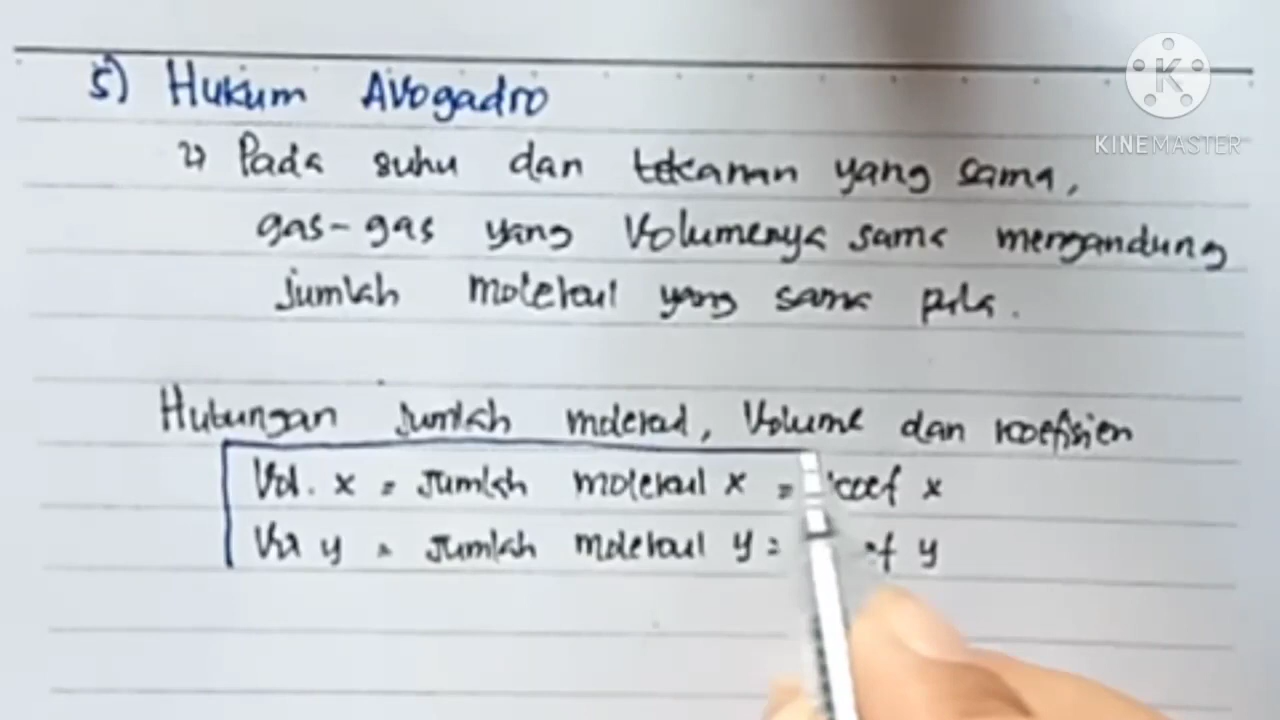 5) Hukum Avogadro
KINEMASTER
Pada suhu dan tekanan yang sama,
gas-gas yang Volumenya sama mengandung
jumlah molekul yang sama pula.
Hubungan jumlah molekul, Volume dan koefisien
Vol. x = jumlah molekul x = koef x
Vol y = jumlah molekul y = y